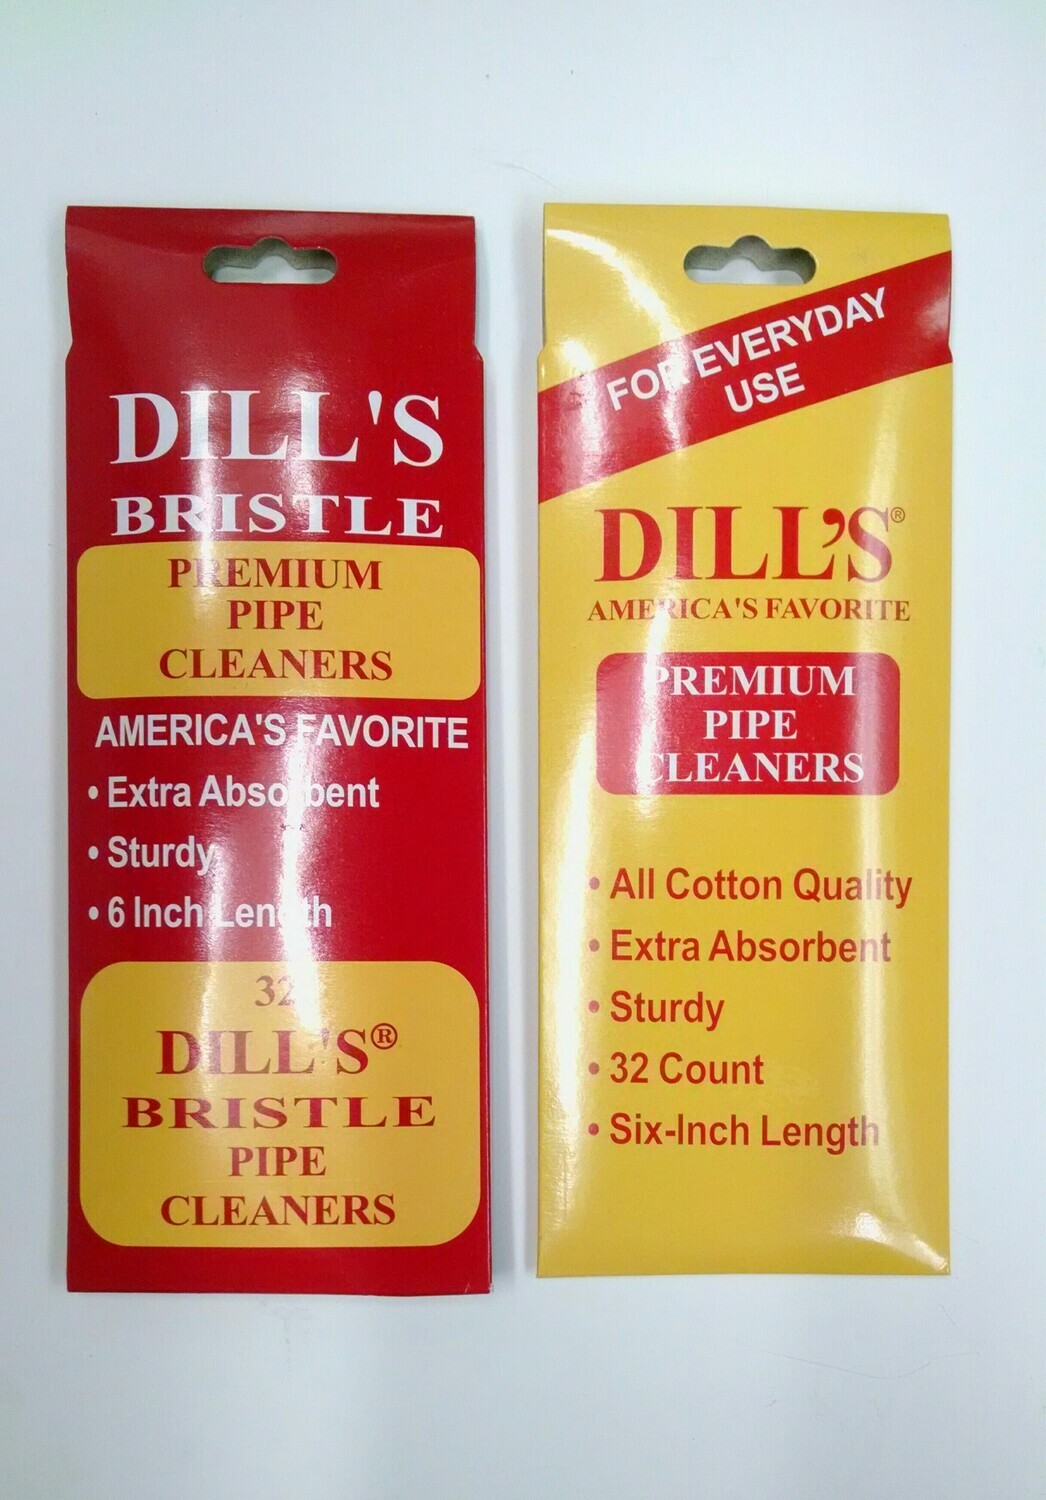 DILL'S
BRISTLE
PREMIUM
PIPE
CLEANERS
AMERICA'S FAVORITE
• Extra Absorbent
• Sturdy
• 6 Inch Length
32
DILL'S®
BRISTLE
PIPE
CLEANERS
FOR EVERYDAY
USE
DILL'S®
AMERICA'S FAVORITE
PREMIUM
PIPE
CLEANERS
• All Cotton Quality
• Extra Absorbent
• Sturdy
• 32 Count
• Six-Inch Length